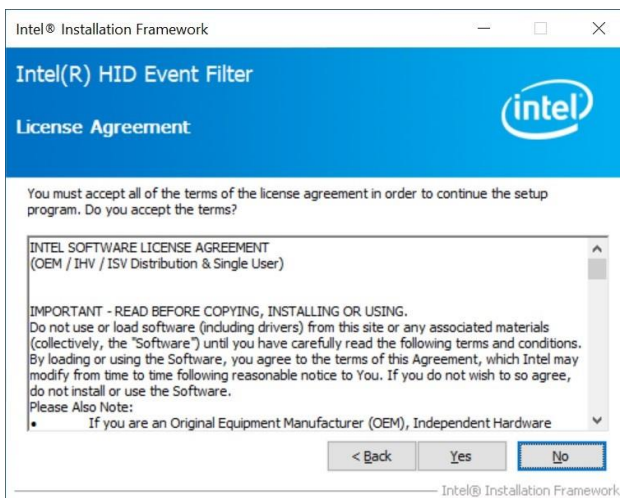 Intel® Installation Framework
Intel(R) HID Event Filter
intel
License Agreement
You must accept all of the terms of the license agreement in order to continue the setup
program. Do you accept the terms?
INTEL SOFTWARE LICENSE AGREEMENT
(OEM / IHV / ISV Distribution & Single User)
IMPORTANT - READ BEFORE COPYING, INSTALLING OR USING.
Do not use or load software (including drivers) from this site or any associated materials
(collectively, the "Software") until you have carefully read the following terms and conditions.
By loading or using the Software, you agree to the terms of this Agreement, which Intel may
modify from time to time following reasonable notice to You. If you do not wish to so agree,
do not install or use the Software.
Please Also Note:
• If you are an Original Equipment Manufacturer (OEM), Independent Hardware
< Back Yes No
Intel® Installation Framework